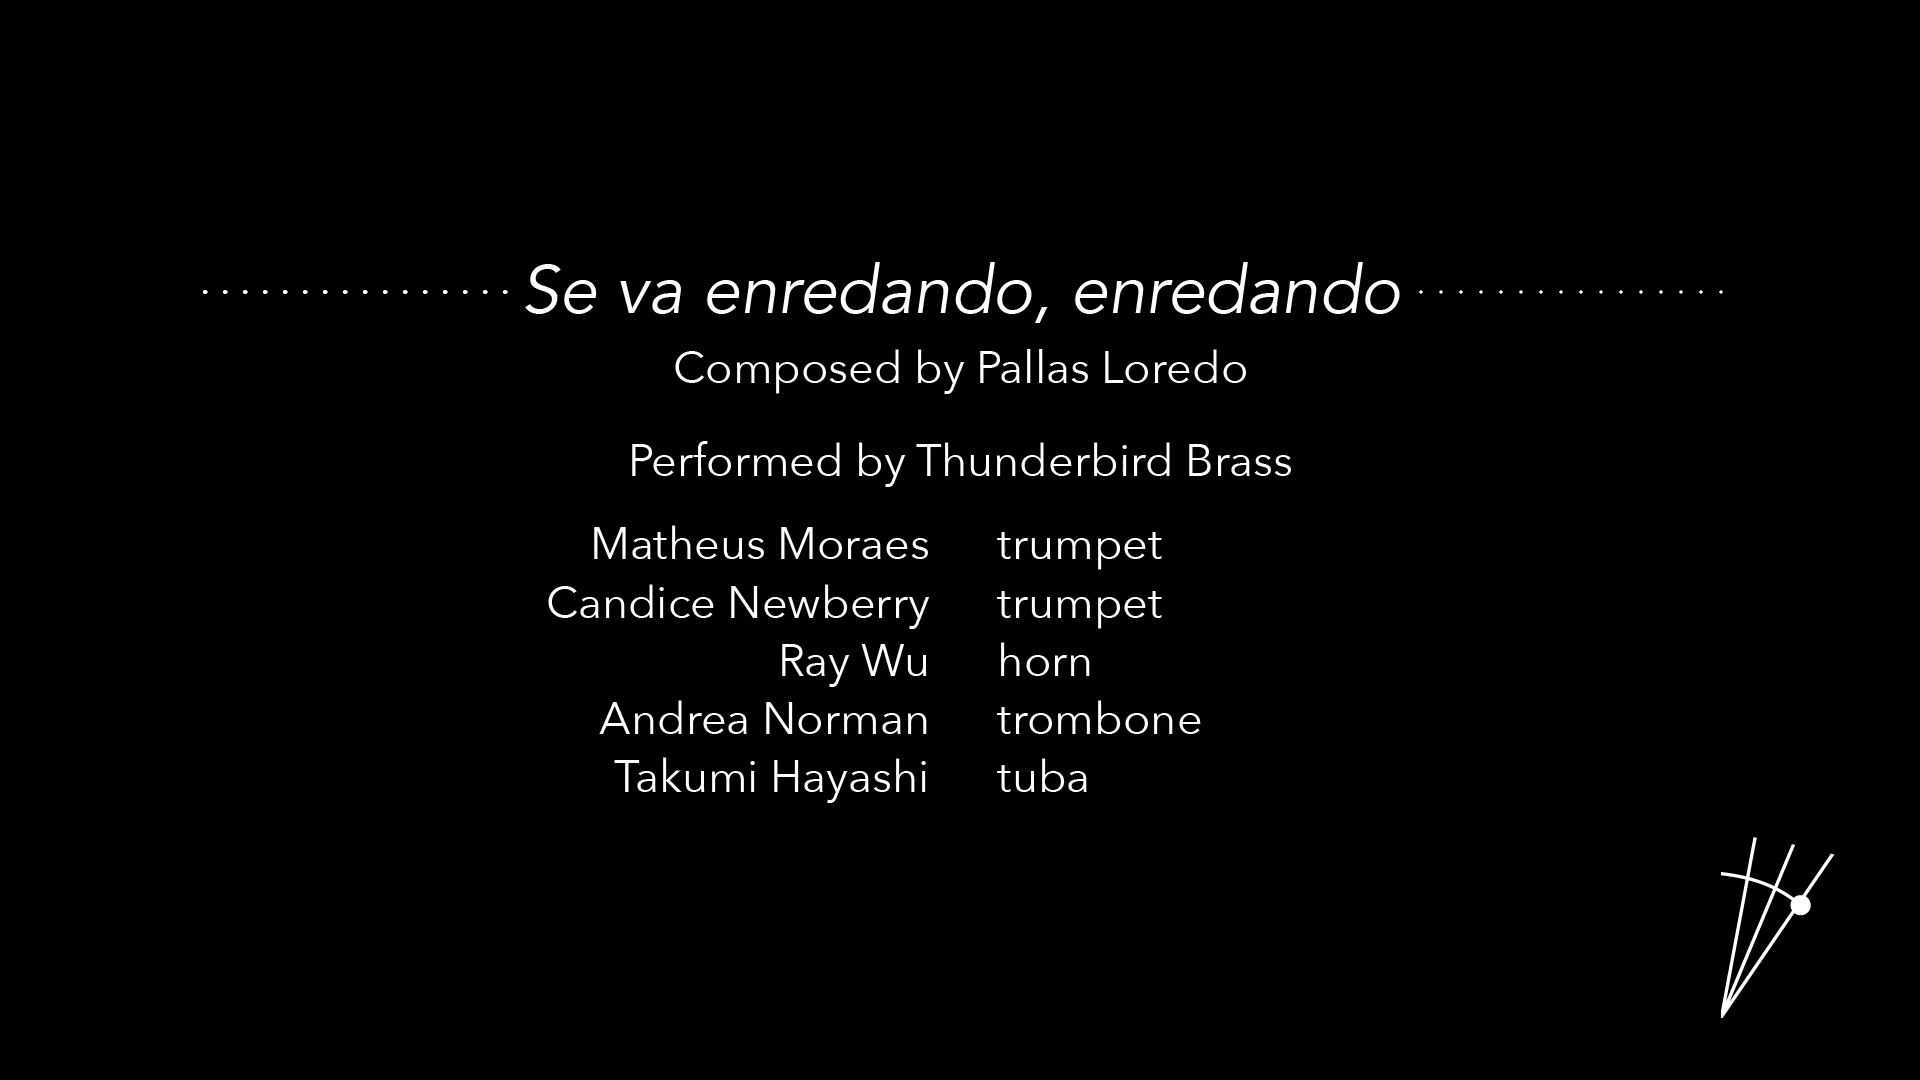 Se va enredando, enredando
Composed by Pallas Loredo
Performed by Thunderbird Brass
Matheus Moraes trumpet
Candice Newberry trumpet
Ray Wu horn
Andrea Norman trombone
Takumi Hayashi tuba